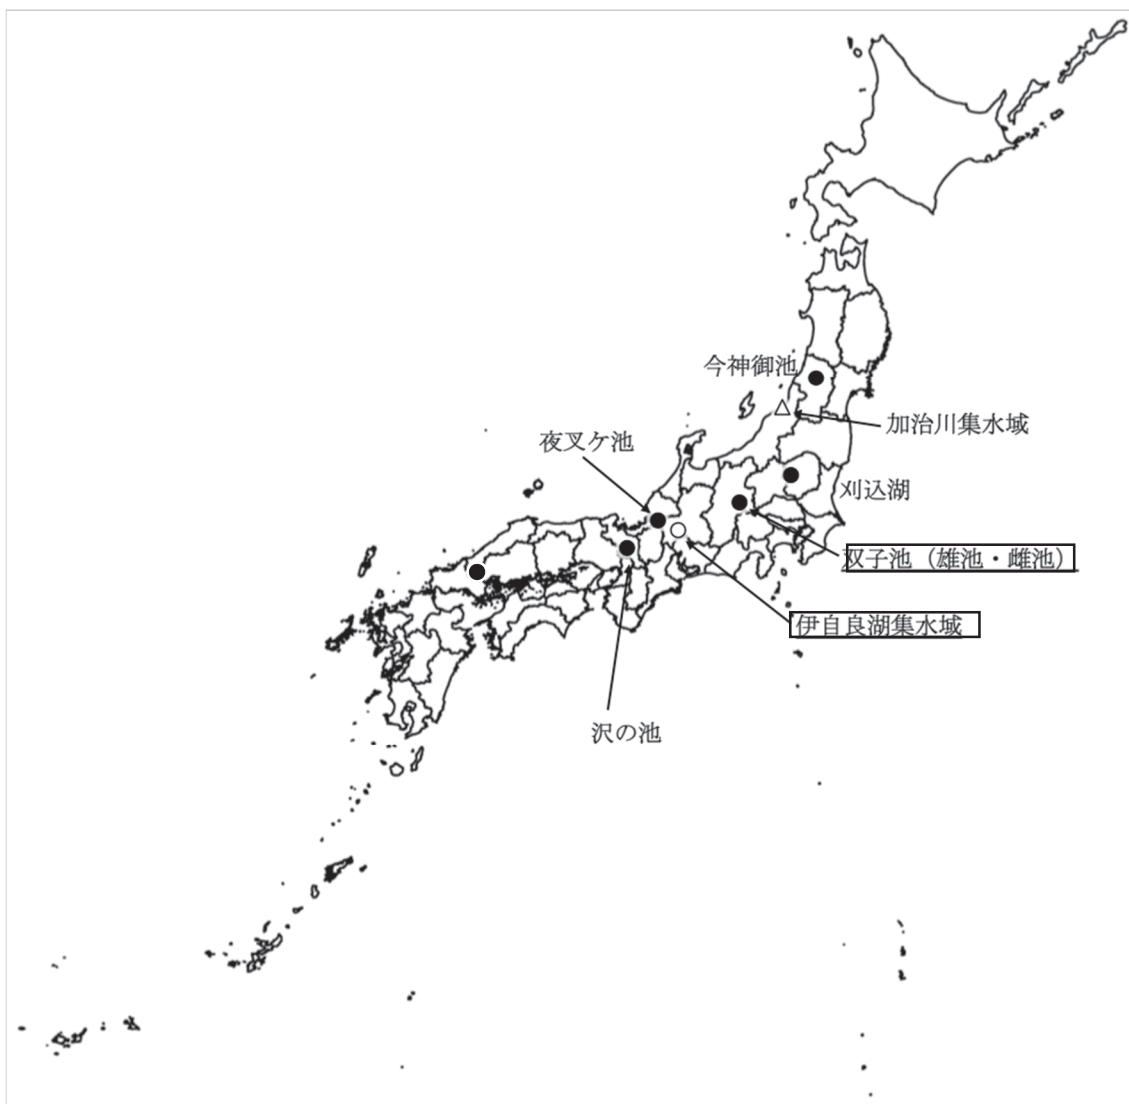 今神御池
加治川集水域
夜叉ケ池
刈込湖
双子池（雄池・雌池）
伊自良湖集水域
沢の池